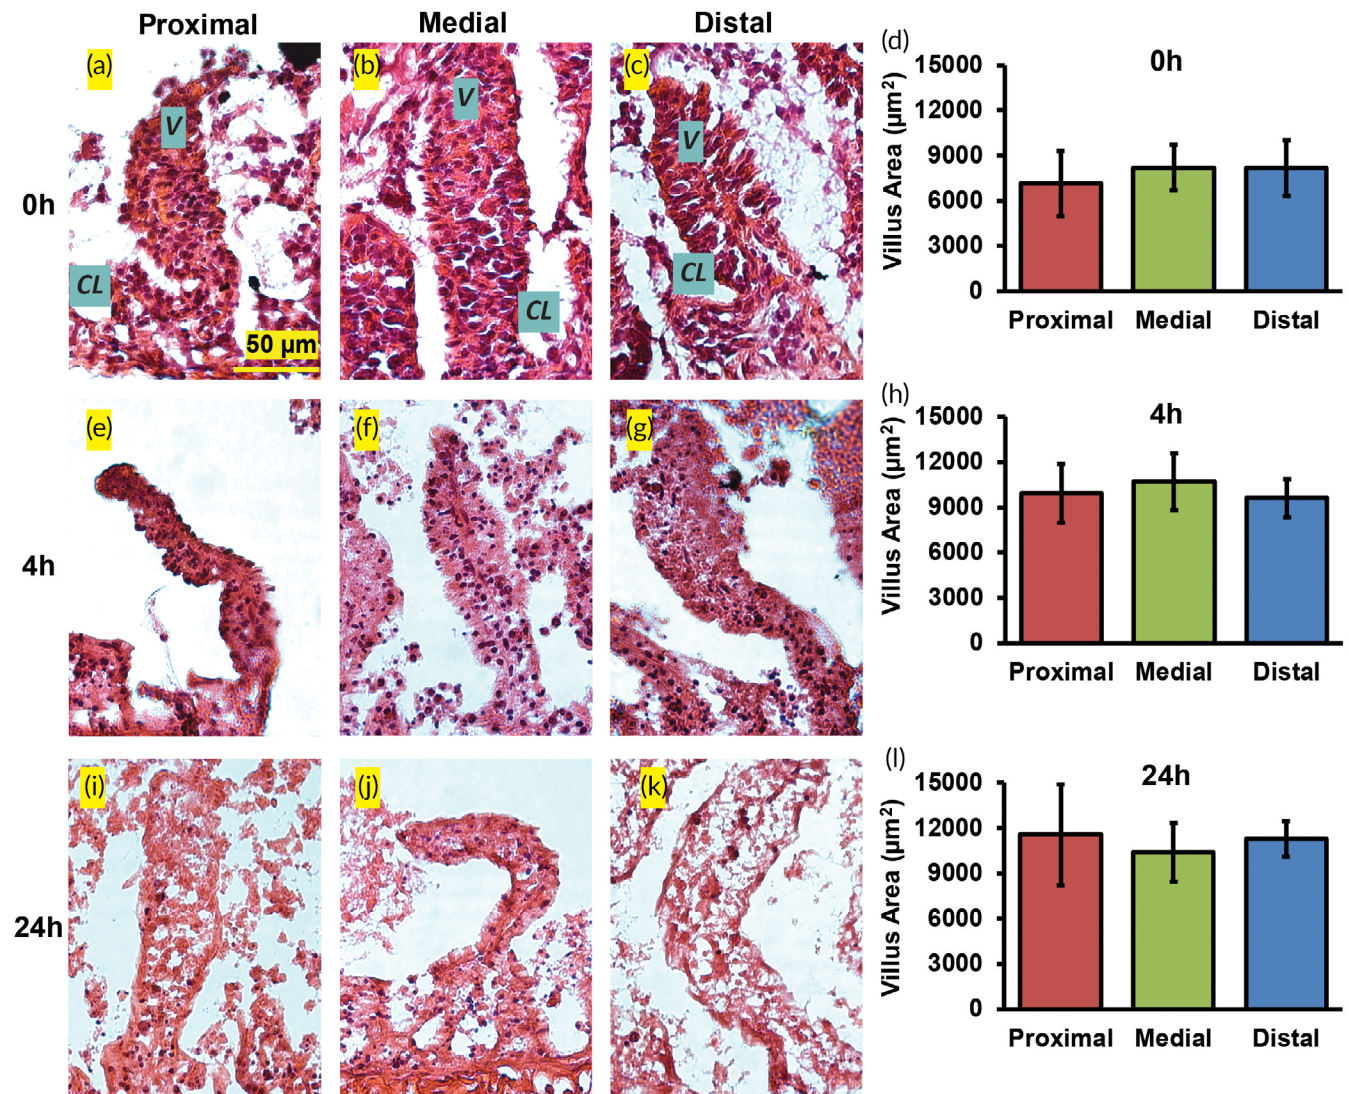 Proximal
Medial
Distal
0h
(a)
V
CL
50 µm
(b)
V
CL
(c)
V
CL
(d)
0h
Villus Area (µm²)
15000
12000
9000
6000
3000
0
Proximal Medial Distal
4h
(e)
(f)
(g)
(h)
4h
Villus Area (µm²)
15000
12000
9000
6000
3000
0
Proximal Medial Distal
24h
(i)
(j)
(k)
(l)
24h
Villus Area (µm²)
15000
12000
9000
6000
3000
0
Proximal Medial Distal